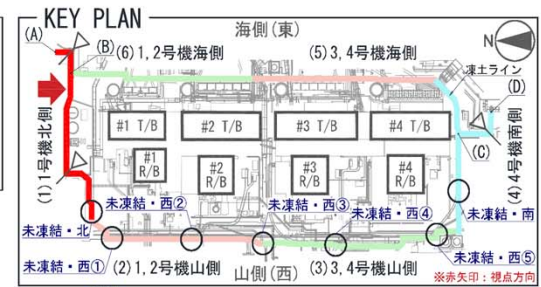 KEY PLAN
海側(東)
N
(A)
(B)
(6)1,2号機海側
(5)3,4号機海側
凍土ライン
(D)
#1 T/B
#2 T/B
#3 T/B
#4 T/B
(C)
(1)1号機北側
#1
R/B
#2
R/B
#3
R/B
#4
R/B
(4)4号機南側
未凍結・西②
未凍結・西③
未凍結・西④
未凍結・南
未凍結・北
未凍結・西①
未凍結・西⑤
(2)1,2号機山側
山側(西)
(3)3,4号機山側
※赤矢印:視点方向